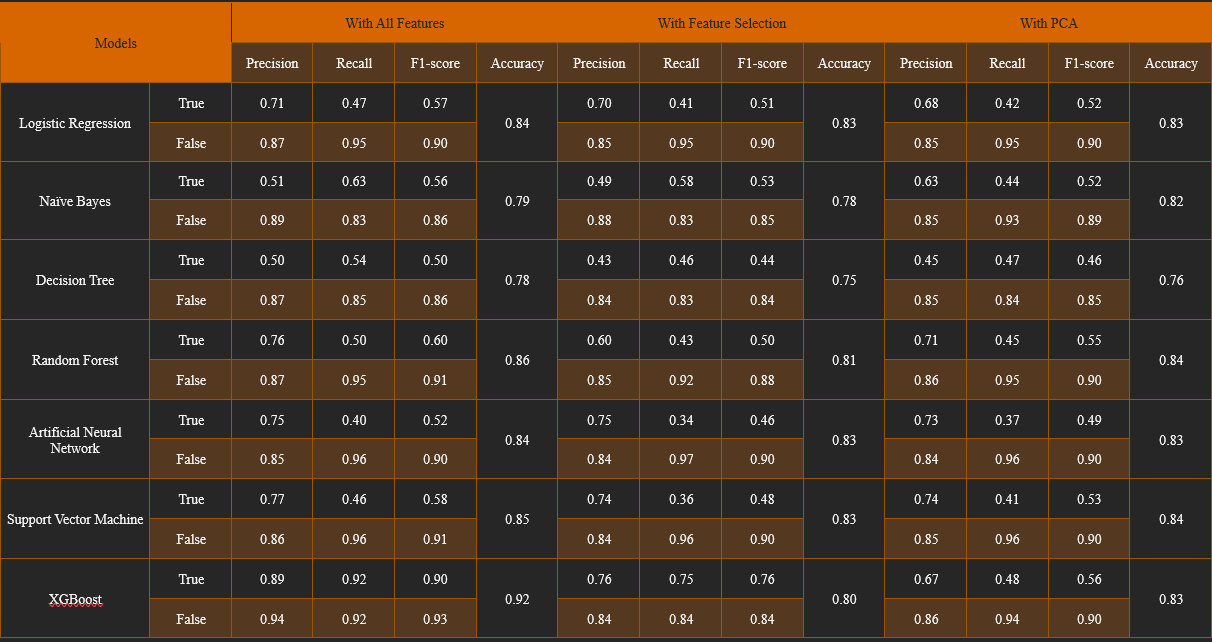 Models With All Features With Feature Selection With PCA
Precision Recall F1-score Accuracy Precision Recall F1-score Accuracy Precision Recall F1-score Accuracy
Logistic Regression True 0.71 0.47 0.57 0.84 0.70 0.41 0.51 0.83 0.68 0.42 0.52 0.83
False 0.87 0.95 0.90 0.85 0.95 0.90 0.85 0.95 0.90
Naïve Bayes True 0.51 0.63 0.56 0.79 0.49 0.58 0.53 0.78 0.63 0.44 0.52 0.82
False 0.89 0.83 0.86 0.88 0.83 0.85 0.85 0.93 0.89
Decision Tree True 0.50 0.54 0.50 0.78 0.43 0.46 0.44 0.75 0.45 0.47 0.46 0.76
False 0.87 0.85 0.86 0.84 0.83 0.84 0.85 0.84 0.85
Random Forest True 0.76 0.50 0.60 0.86 0.60 0.43 0.50 0.81 0.71 0.45 0.55 0.84
False 0.87 0.95 0.91 0.85 0.92 0.88 0.86 0.95 0.90
Artificial Neural
Network True 0.75 0.40 0.52 0.84 0.75 0.34 0.46 0.83 0.73 0.37 0.49 0.83
False 0.85 0.96 0.90 0.84 0.97 0.90 0.84 0.96 0.90
Support Vector Machine True 0.77 0.46 0.58 0.85 0.74 0.36 0.48 0.83 0.74 0.41 0.53 0.84
False 0.86 0.96 0.91 0.84 0.96 0.90 0.85 0.96 0.90
XGBoost True 0.89 0.92 0.90 0.92 0.76 0.75 0.76 0.80 0.67 0.48 0.56 0.83
False 0.94 0.92 0.93 0.84 0.84 0.84 0.86 0.94 0.90